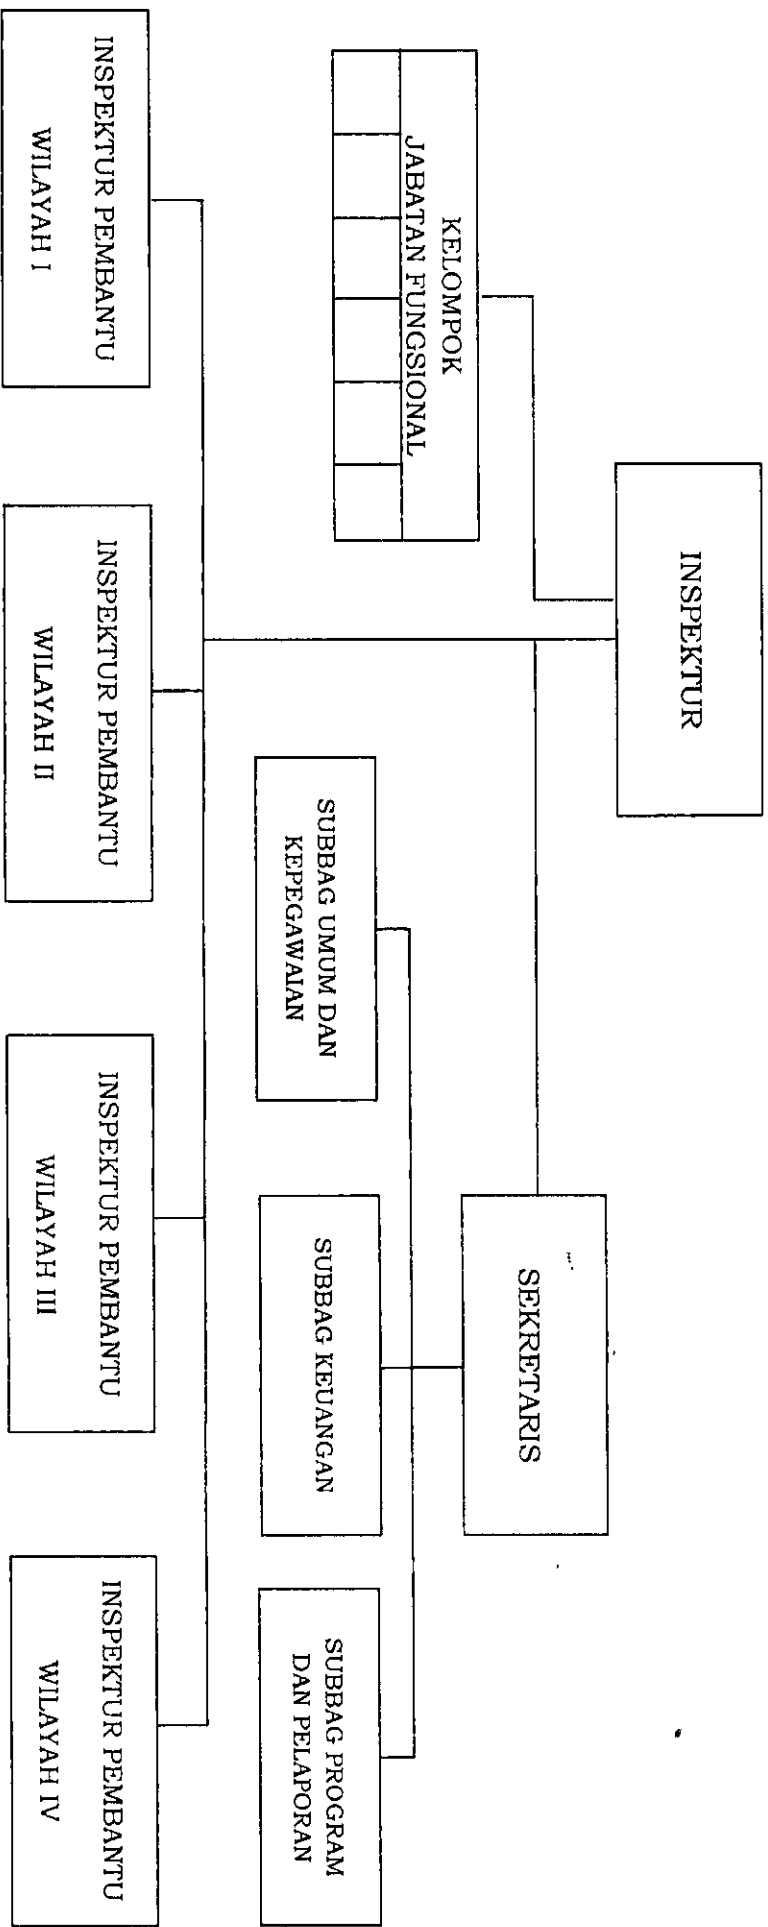 INSPEKTUR
KELOMPOK
JABATAN FUNGSIONAL
SEKRETARIS
SUBBAG UMUM DAN
KEPEGAWAIAN
SUBBAG KEUANGAN
SUBBAG PROGRAM
DAN PELAPORAN
INSPEKTUR PEMBANTU
WILAYAH I
INSPEKTUR PEMBANTU
WILAYAH II
INSPEKTUR PEMBANTU
WILAYAH III
INSPEKTUR PEMBANTU
WILAYAH IV